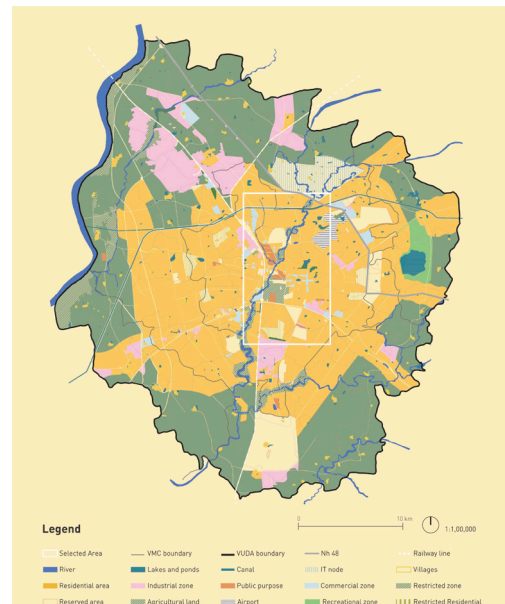 Legend
0 10 km 1:1,00,000
Selected Area VMC boundary VUDA boundary Nh 48 Railway line
River Lakes and ponds Canal IT node Villages
Residential area Industrial zone Public purpose Commercial zone Restricted zone
Reserved area Agricultural land Airport Recreational zone Restricted Residential